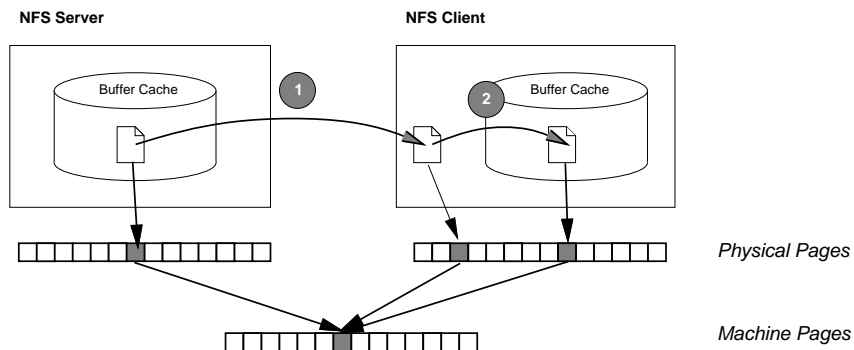 NFS Server
NFS Client
Buffer Cache
1
2
Buffer Cache
Physical Pages
Machine Pages